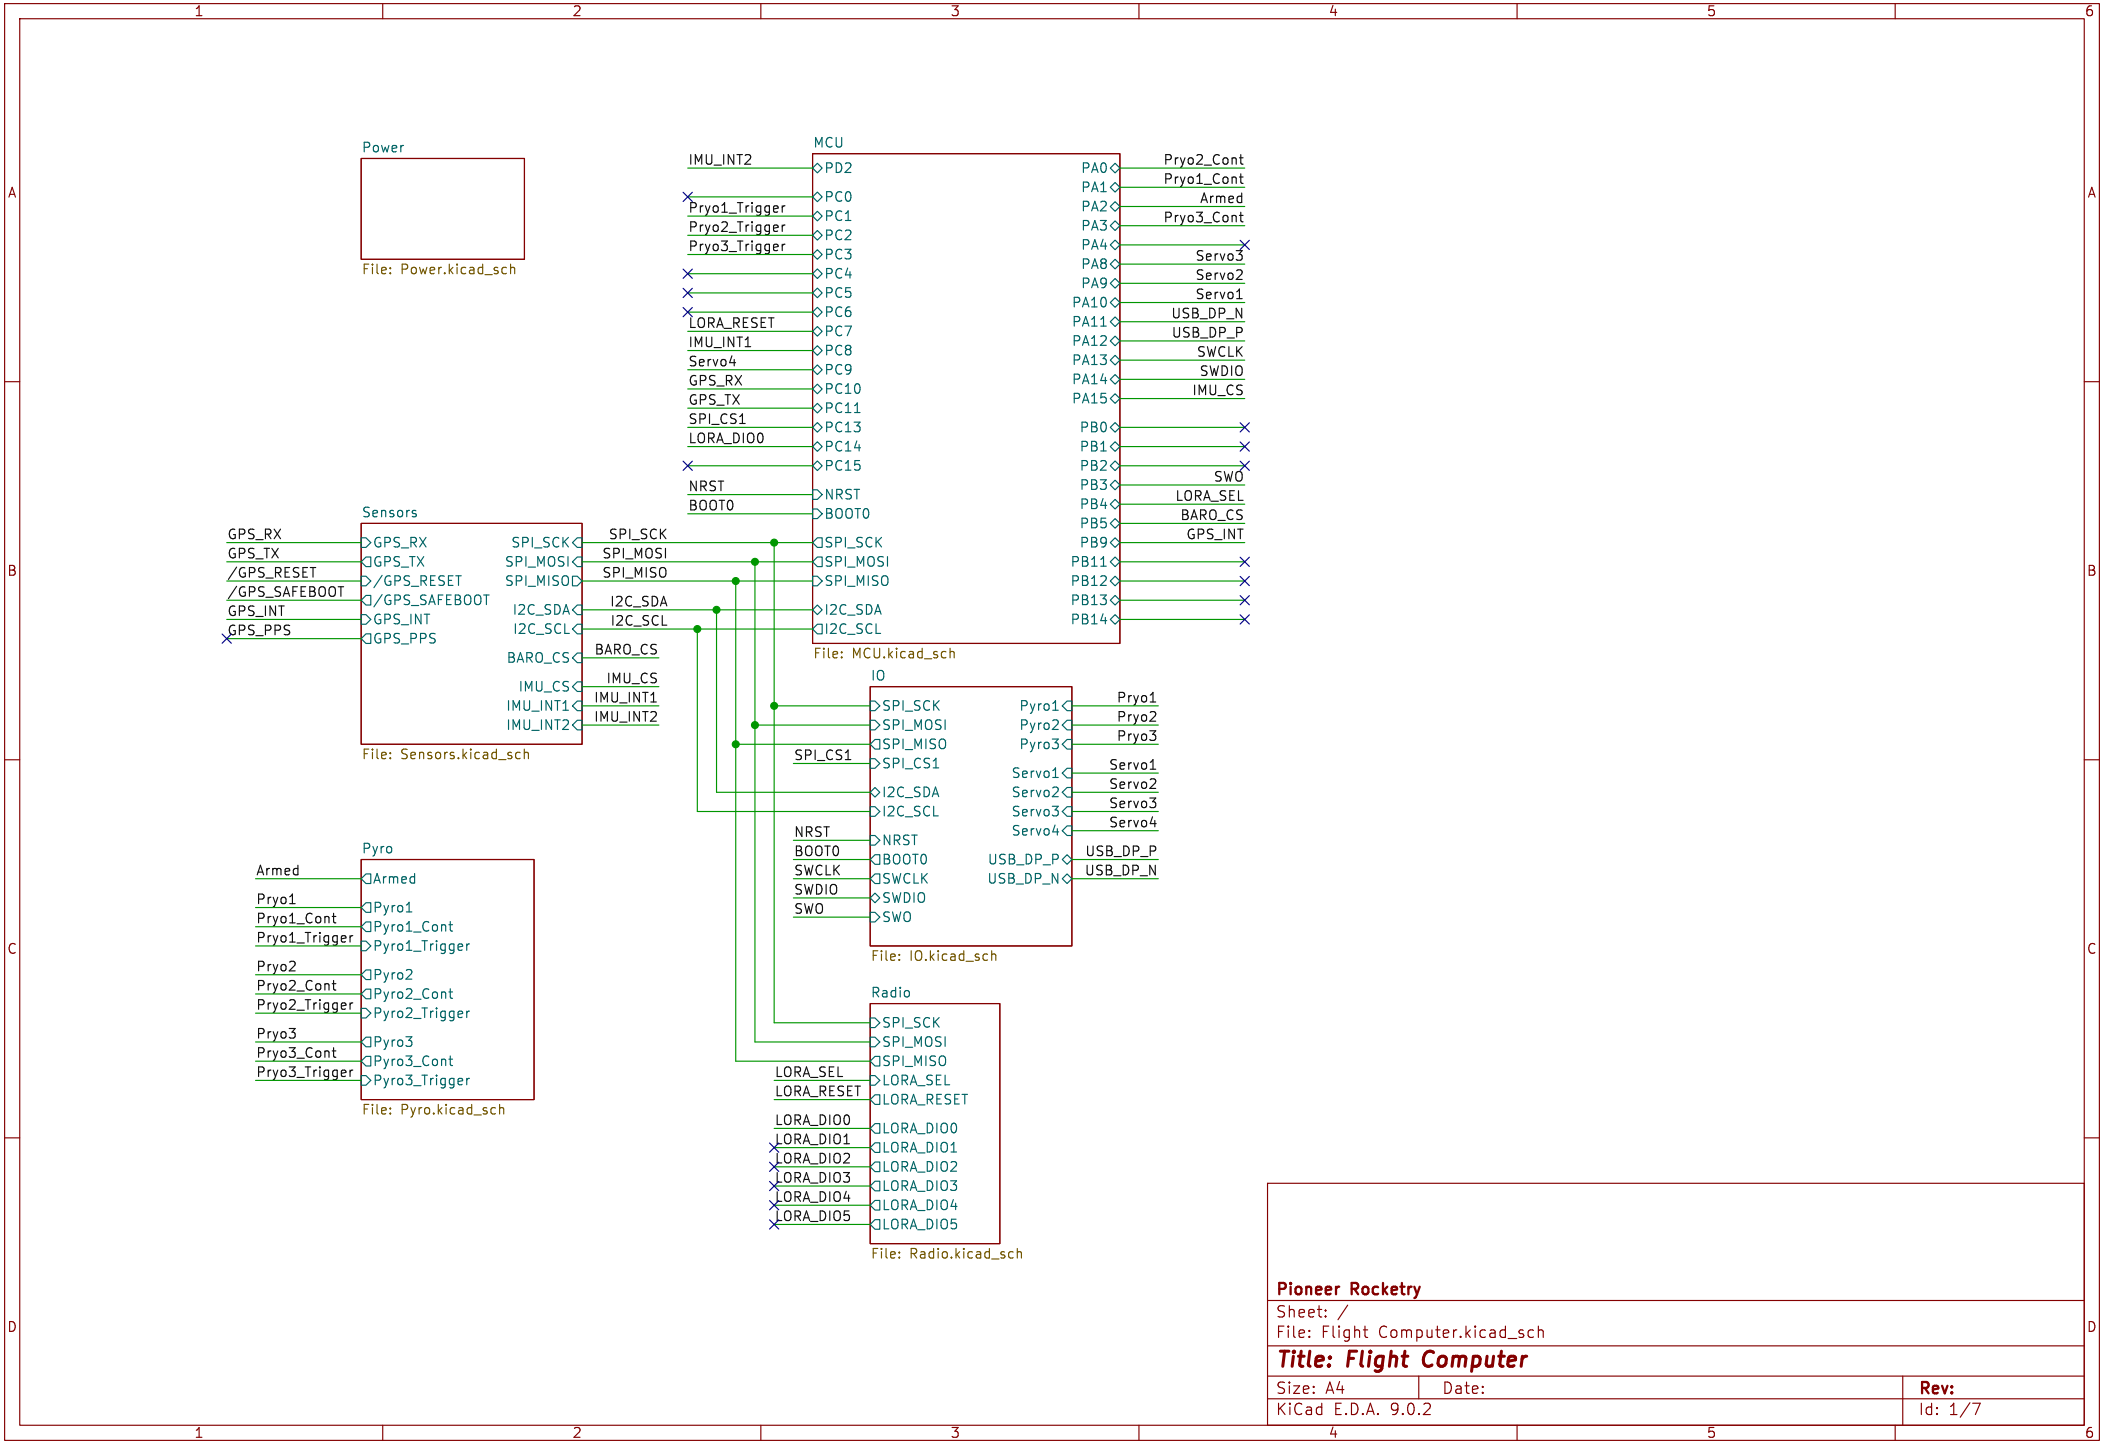 1 2 3 4 5 6
A
B
C
D
A
B
C
D
1 2 3 4 5 6
Power
File: Power.kicad_sch
MCU
IMU_INT2 PD2
PC0
Pryo1_Trigger PC1
Pryo2_Trigger PC2
Pryo3_Trigger PC3
PC4
PC5
PC6
LORA_RESET PC7
IMU_INT1 PC8
Servo4 PC9
GPS_RX PC10
GPS_TX PC11
SPI_CS1 PC13
LORA_DIO0 PC14
PC15
NRST NRST
BOOT0 BOOT0
SPI_SCK
SPI_MOSI
SPI_MISO
I2C_SDA
I2C_SCL
PA0 Pryo2_Cont
PA1 Pryo1_Cont
PA2 Armed
PA3 Pryo3_Cont
PA4
PA8 Servo3
PA9 Servo2
PA10 Servo1
PA11 USB_DP_N
PA12 USB_DP_P
PA13 SWCLK
PA14 SWDIO
PA15 IMU_CS
PB0
PB1
PB2
PB3 SWO
PB4 LORA_SEL
PB5 BARO_CS
PB9 GPS_INT
PB11
PB12
PB13
PB14
File: MCU.kicad_sch
Sensors
GPS_RX GPS_RX
GPS_TX GPS_TX
/GPS_RESET /GPS_RESET
/GPS_SAFEBOOT /GPS_SAFEBOOT
GPS_INT GPS_INT
GPS_PPS GPS_PPS
SPI_SCK SPI_SCK
SPI_MOSI SPI_MOSI
SPI_MISO SPI_MISO
I2C_SDA I2C_SDA
I2C_SCL I2C_SCL
BARO_CS BARO_CS
IMU_CS IMU_CS
IMU_INT1 IMU_INT1
IMU_INT2 IMU_INT2
File: Sensors.kicad_sch
IO
SPI_SCK
SPI_MOSI
SPI_MISO
SPI_CS1 SPI_CS1
I2C_SDA
I2C_SCL
NRST NRST
BOOT0 BOOT0
SWCLK SWCLK
SWDIO SWDIO
SWO SWO
Pyro1 Pryo1
Pyro2 Pryo2
Pyro3 Pryo3
Servo1 Servo1
Servo2 Servo2
Servo3 Servo3
Servo4 Servo4
USB_DP_P USB_DP_P
USB_DP_N USB_DP_N
File: IO.kicad_sch
Pyro
Armed Armed
Pryo1 Pyro1
Pryo1_Cont Pyro1_Cont
Pryo1_Trigger Pyro1_Trigger
Pryo2 Pyro2
Pryo2_Cont Pyro2_Cont
Pryo2_Trigger Pyro2_Trigger
Pryo3 Pyro3
Pryo3_Cont Pyro3_Cont
Pryo3_Trigger Pyro3_Trigger
File: Pyro.kicad_sch
Radio
SPI_SCK
SPI_MOSI
SPI_MISO
LORA_SEL LORA_SEL
LORA_RESET LORA_RESET
LORA_DIO0 LORA_DIO0
LORA_DIO1 LORA_DIO1
LORA_DIO2 LORA_DIO2
LORA_DIO3 LORA_DIO3
LORA_DIO4 LORA_DIO4
LORA_DIO5 LORA_DIO5
File: Radio.kicad_sch
Pioneer Rocketry
Sheet: /
File: Flight Computer.kicad_sch
Title: Flight Computer
Size: A4 Date: Rev:
KiCad E.D.A. 9.0.2 Id: 1/7